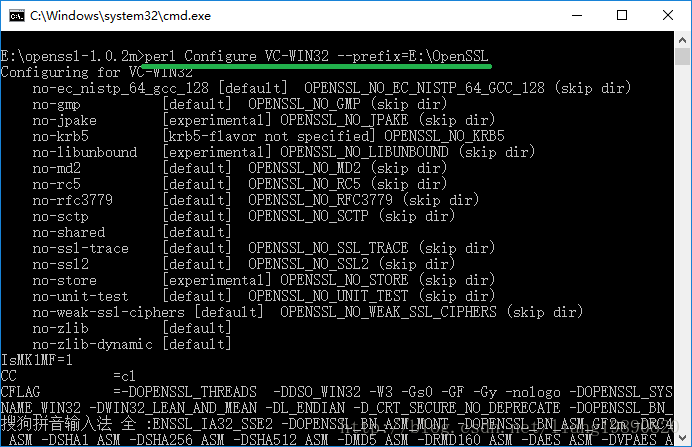 C:\Windows\system32\cmd.exe
E:\openssl-1.0.2m>perl Configure VC-WIN32 --prefix=E:\OpenSSL
Configuring for VC-WIN32
    no-ec_nistp_64_gcc_128 [default]  OPENSSL_NO_EC_NISTP_64_GCC_128 (skip dir)
    no-gmp          [default]  OPENSSL_NO_GMP (skip dir)
    no-jpake        [experimental] OPENSSL_NO_JPAKE (skip dir)
    no-krb5         [krb5-flavor not specified] OPENSSL_NO_KRB5
    no-libunbound   [experimental] OPENSSL_NO_LIBUNBOUND (skip dir)
    no-md2          [default]  OPENSSL_NO_MD2 (skip dir)
    no-rc5          [default]  OPENSSL_NO_RC5 (skip dir)
    no-rfc3779      [default]  OPENSSL_NO_RFC3779 (skip dir)
    no-sctp         [default]  OPENSSL_NO_SCTP (skip dir)
    no-shared       [default]
    no-ssl-trace    [default]  OPENSSL_NO_SSL_TRACE (skip dir)
    no-ssl2         [default]  OPENSSL_NO_SSL2 (skip dir)
    no-store        [experimental] OPENSSL_NO_STORE (skip dir)
    no-unit-test    [default]  OPENSSL_NO_UNIT_TEST (skip dir)
    no-weak-ssl-ciphers [default]  OPENSSL_NO_WEAK_SSL_CIPHERS (skip dir)
    no-zlib         [default]
    no-zlib-dynamic [default]
IsMK1MF=1
CC            =cl
CFLAG         =-DOPENSSL_THREADS  -DDSO_WIN32 -W3 -Gs0 -GF -Gy -nologo -DOPENSSL_SYS
NAME_WIN32 -DWIN32_LEAN_AND_MEAN -DL_ENDIAN -D_CRT_SECURE_NO_DEPRECATE -DOPENSSL_BN_
搜狗拼音输入法 全 :ENSSL_IA32_SSE2 -DOPENSSL_BN_ASM_MONT -DOPENSSL_BN_ASM_GF2m -DRC4
_ASM -DSHA1_ASM -DSHA256_ASM -DSHA512_ASM -DMD5_ASM -DRMD160_ASM -DAES_ASM -DVPAES_A